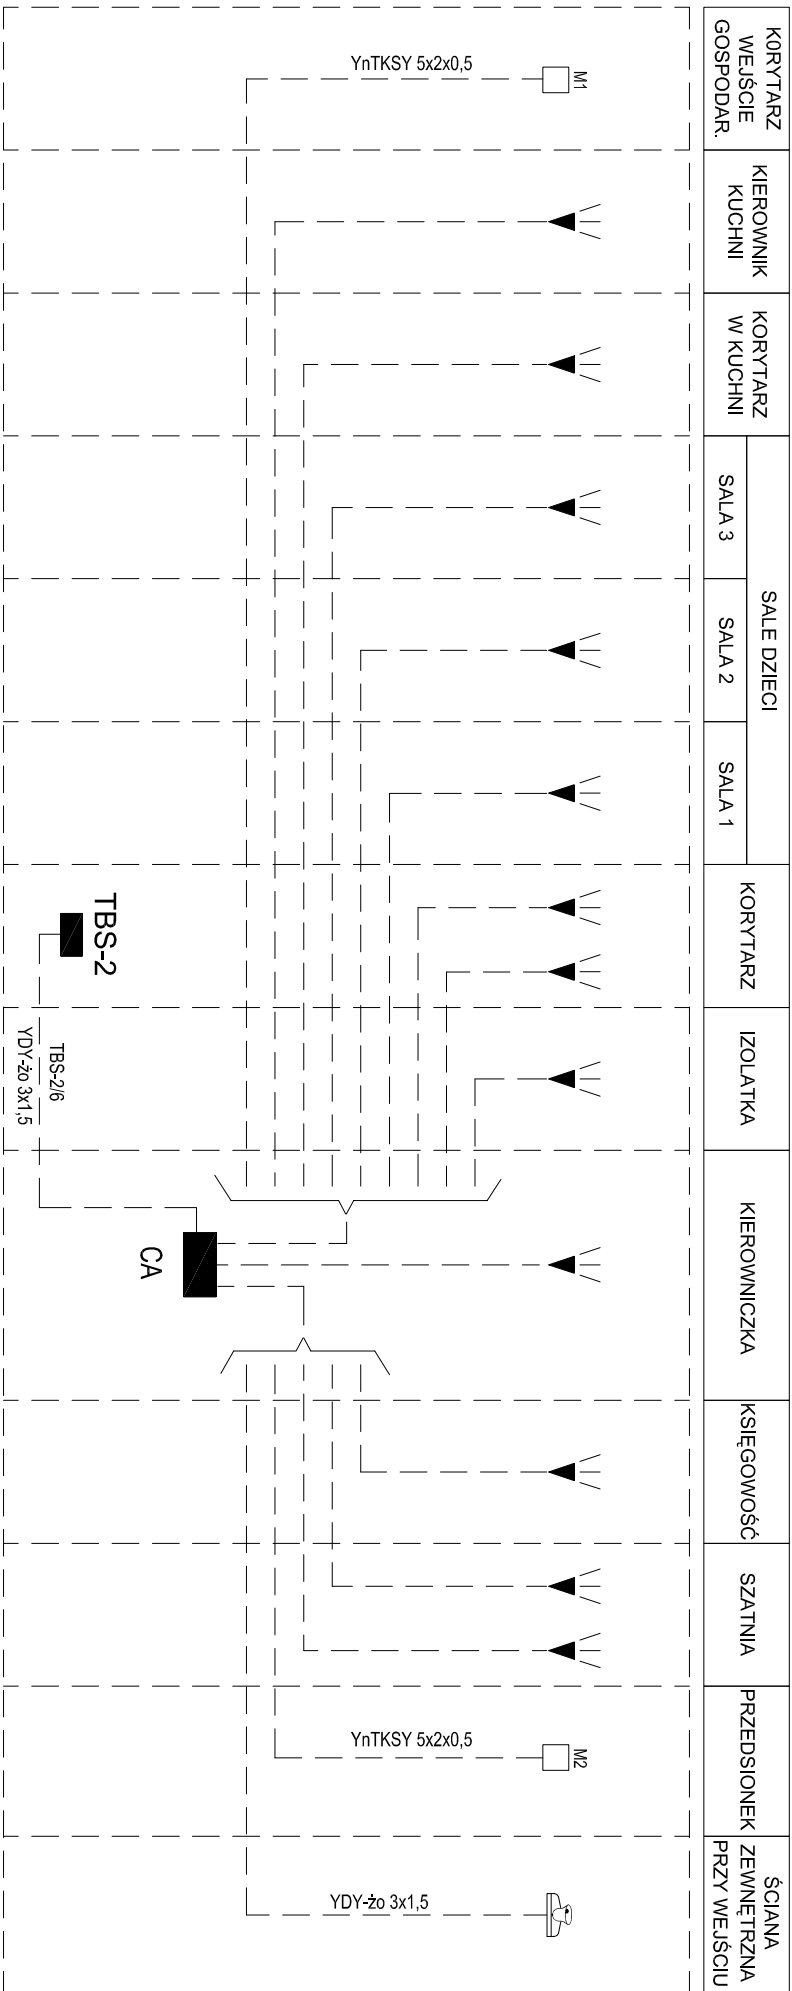 KORYTARZ
WEJŚCIE
GOSPODAR.
KIEROWNIK
KUCHNI
KORYTARZ
W KUCHNI
SALE DZIECI
SALA 3
SALA 2
SALA 1
KORYTARZ
IZOLATKA
KIEROWNICZKA
KSIĘGOWOŚĆ
SZATNIA
PRZEDSIONEK
ŚCIANA
ZEWNĘTRZNA
PRZY WEJŚCIU
M1
YnTKSY 5x2x0,5
TBS-2
TBS-2/6
YDY-żo 3x1,5
CA
M2
YnTKSY 5x2x0,5
YDY-żo 3x1,5